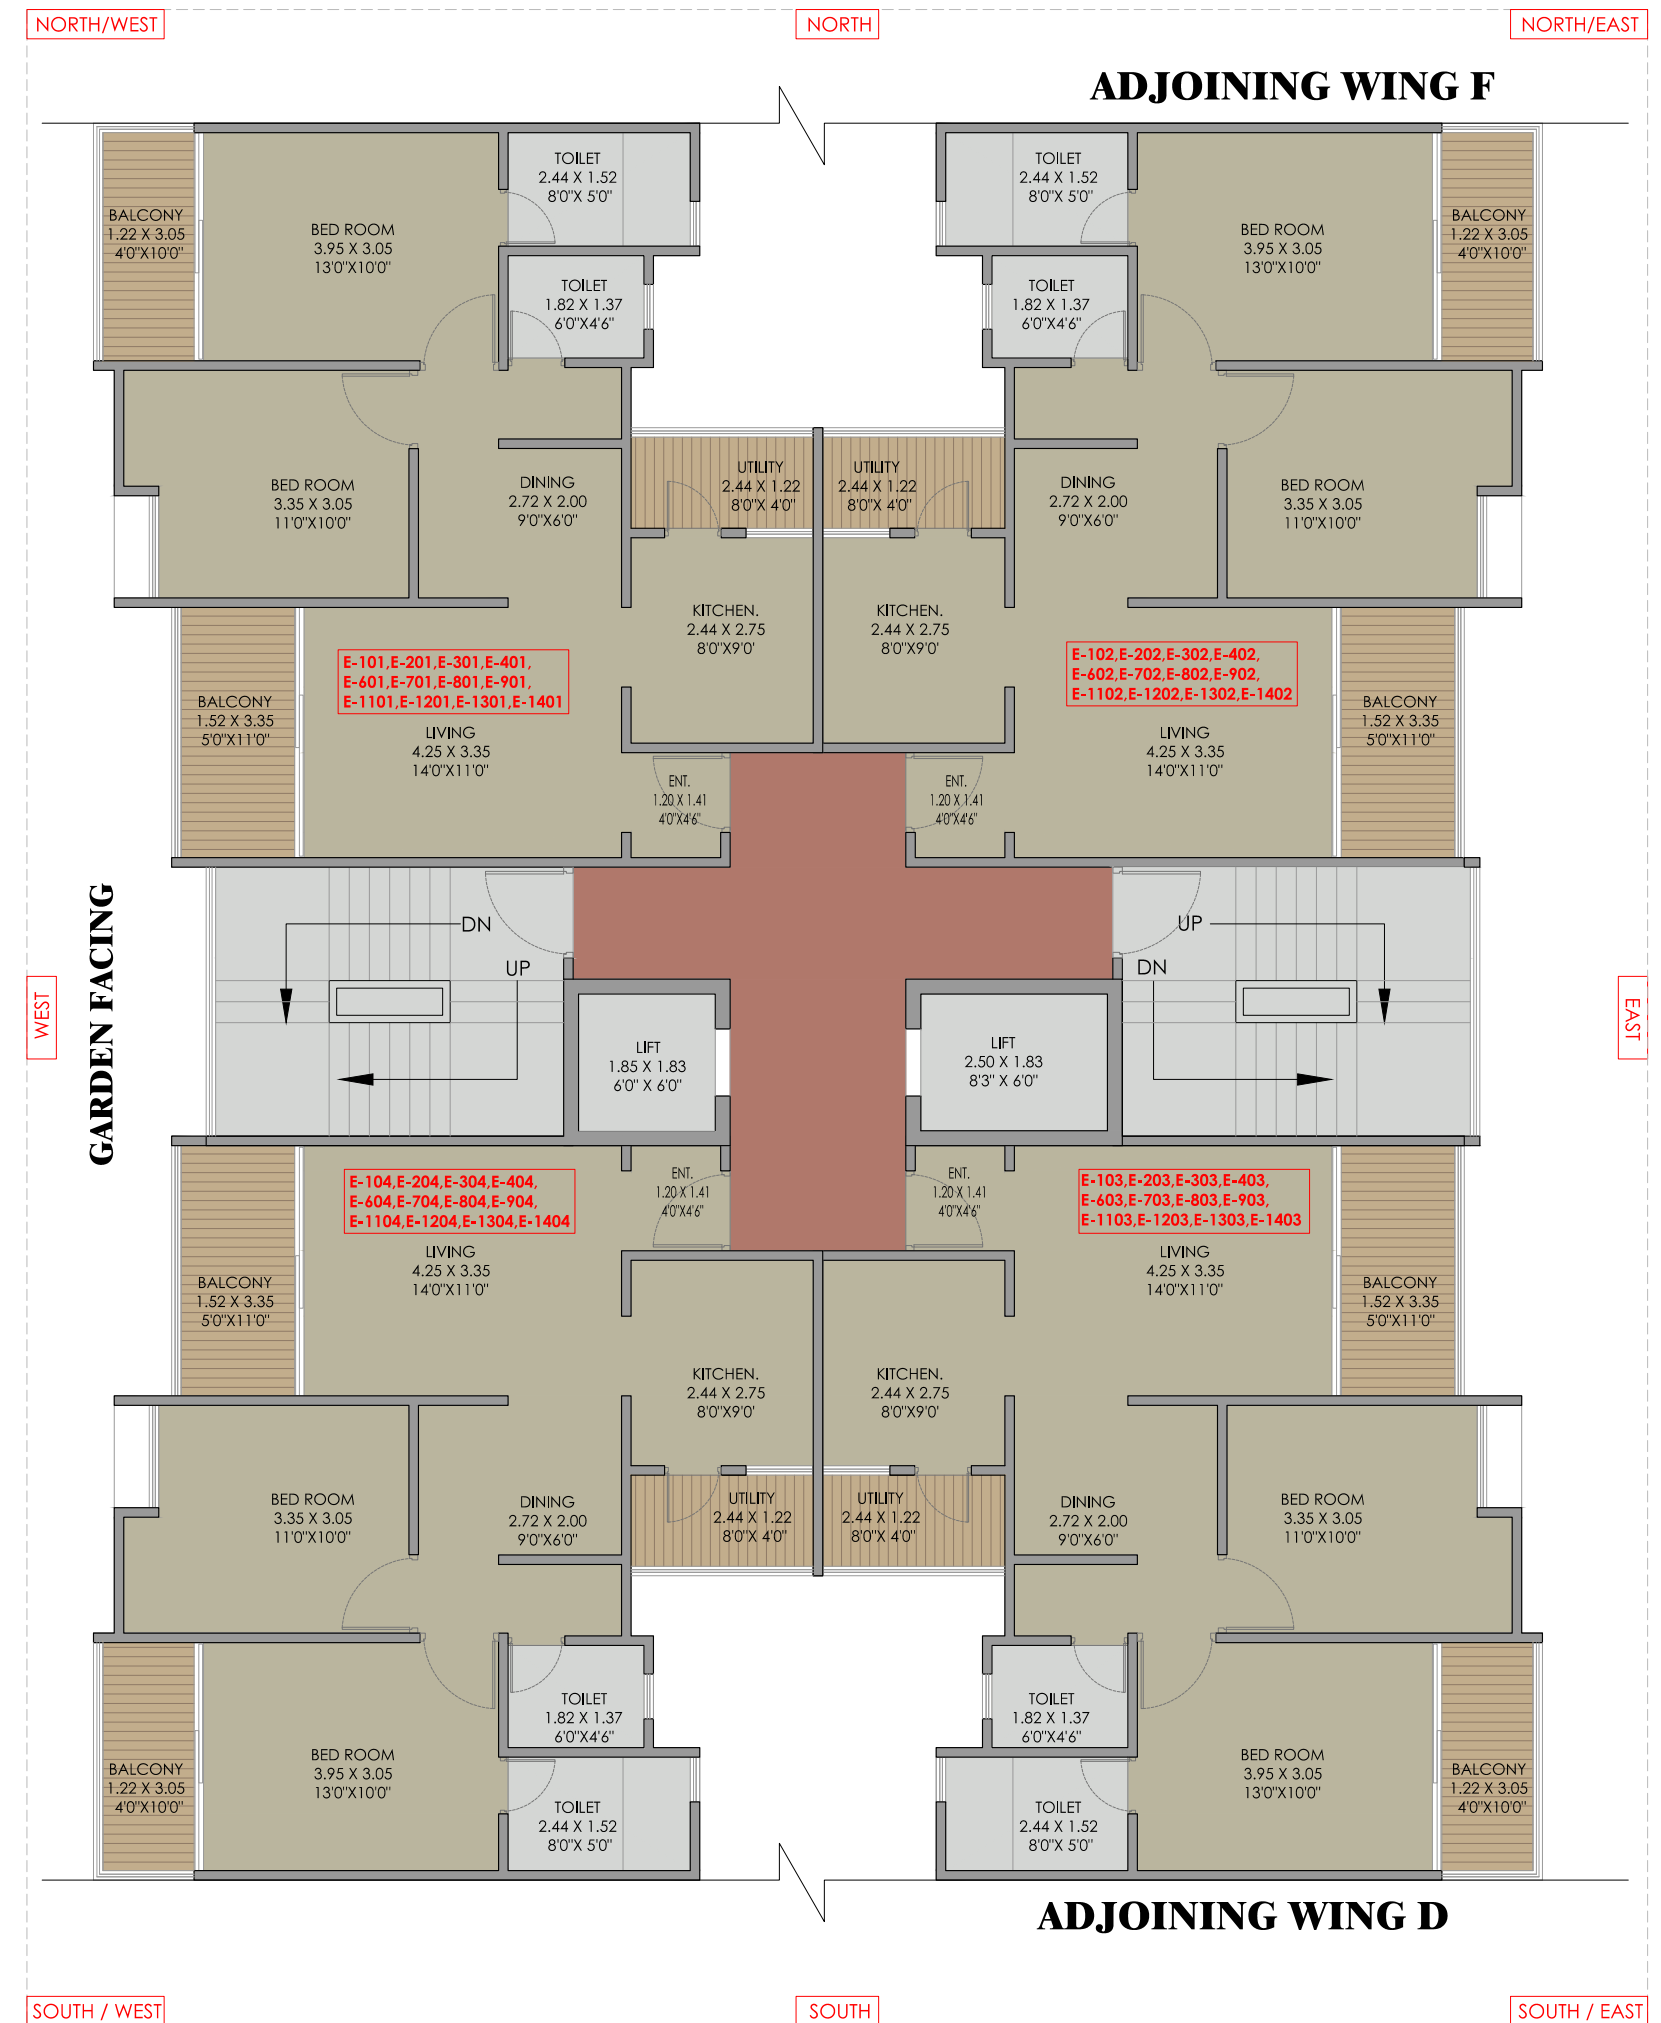 NORTH/WEST
NORTH
NORTH/EAST
ADJOINING WING F
TOILET
2.44 X 1.52
8'0"X 5'0"
TOILET
2.44 X 1.52
8'0"X 5'0"
BALCONY
1.22 X 3.05
4'0"X10'0"
BED ROOM
3.95 X 3.05
13'0"X10'0"
BED ROOM
3.95 X 3.05
13'0"X10'0"
BALCONY
1.22 X 3.05
4'0"X10'0"
TOILET
1.82 X 1.37
6'0"X4'6"
TOILET
1.82 X 1.37
6'0"X4'6"
BED ROOM
3.35 X 3.05
11'0"X10'0"
DINING
2.72 X 2.00
9'0"X6'0"
UTILITY
2.44 X 1.22
8'0"X 4'0"
UTILITY
2.44 X 1.22
8'0"X 4'0"
DINING
2.72 X 2.00
9'0"X6'0"
BED ROOM
3.35 X 3.05
11'0"X10'0"
KITCHEN.
2.44 X 2.75
8'0"X9'0'
KITCHEN.
2.44 X 2.75
8'0"X9'0'
E-101,E-201,E-301,E-401,
E-601,E-701,E-801,E-901,
E-1101,E-1201,E-1301,E-1401
E-102,E-202,E-302,E-402,
E-602,E-702,E-802,E-902,
E-1102,E-1202,E-1302,E-1402
BALCONY
1.52 X 3.35
5'0"X11'0"
LIVING
4.25 X 3.35
14'0"X11'0"
ENT.
1.20 X 1.41
4'0"X4'6"
ENT.
1.20 X 1.41
4'0"X4'6"
LIVING
4.25 X 3.35
14'0"X11'0"
BALCONY
1.52 X 3.35
5'0"X11'0"
DN
UP
UP
DN
WEST
GARDEN FACING
LIFT
1.85 X 1.83
6'0" X 6'0"
LIFT
2.50 X 1.83
8'3" X 6'0"
EAST
E-104,E-204,E-304,E-404,
E-604,E-704,E-804,E-904,
E-1104,E-1204,E-1304,E-1404
ENT.
1.20 X 1.41
4'0"X4'6"
ENT.
1.20 X 1.41
4'0"X4'6"
E-103,E-203,E-303,E-403,
E-603,E-703,E-803,E-903,
E-1103,E-1203,E-1303,E-1403
BALCONY
1.52 X 3.35
5'0"X11'0"
LIVING
4.25 X 3.35
14'0"X11'0"
LIVING
4.25 X 3.35
14'0"X11'0"
BALCONY
1.52 X 3.35
5'0"X11'0"
KITCHEN.
2.44 X 2.75
8'0"X9'0'
KITCHEN.
2.44 X 2.75
8'0"X9'0'
BED ROOM
3.35 X 3.05
11'0"X10'0"
DINING
2.72 X 2.00
9'0"X6'0"
UTILITY
2.44 X 1.22
8'0"X 4'0"
UTILITY
2.44 X 1.22
8'0"X 4'0"
DINING
2.72 X 2.00
9'0"X6'0"
BED ROOM
3.35 X 3.05
11'0"X10'0"
TOILET
1.82 X 1.37
6'0"X4'6"
TOILET
1.82 X 1.37
6'0"X4'6"
BALCONY
1.22 X 3.05
4'0"X10'0"
BED ROOM
3.95 X 3.05
13'0"X10'0"
BED ROOM
3.95 X 3.05
13'0"X10'0"
BALCONY
1.22 X 3.05
4'0"X10'0"
TOILET
2.44 X 1.52
8'0"X 5'0"
TOILET
2.44 X 1.52
8'0"X 5'0"
ADJOINING WING D
SOUTH / WEST
SOUTH
SOUTH / EAST